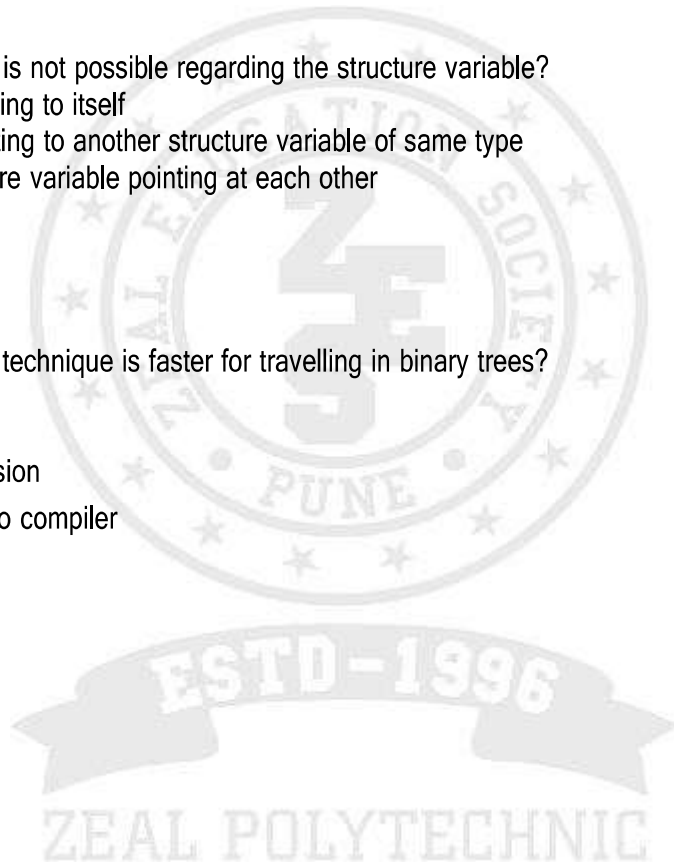 is not possible regarding the structure variable?
ing to itself
ing to another structure variable of same type
re variable pointing at each other
technique is faster for travelling in binary trees?
sion
o compiler
ZEAL EDUCATION SOCIETY
ZES
PUNE
ESTD-1996
ZEAL POLYTECHNIC